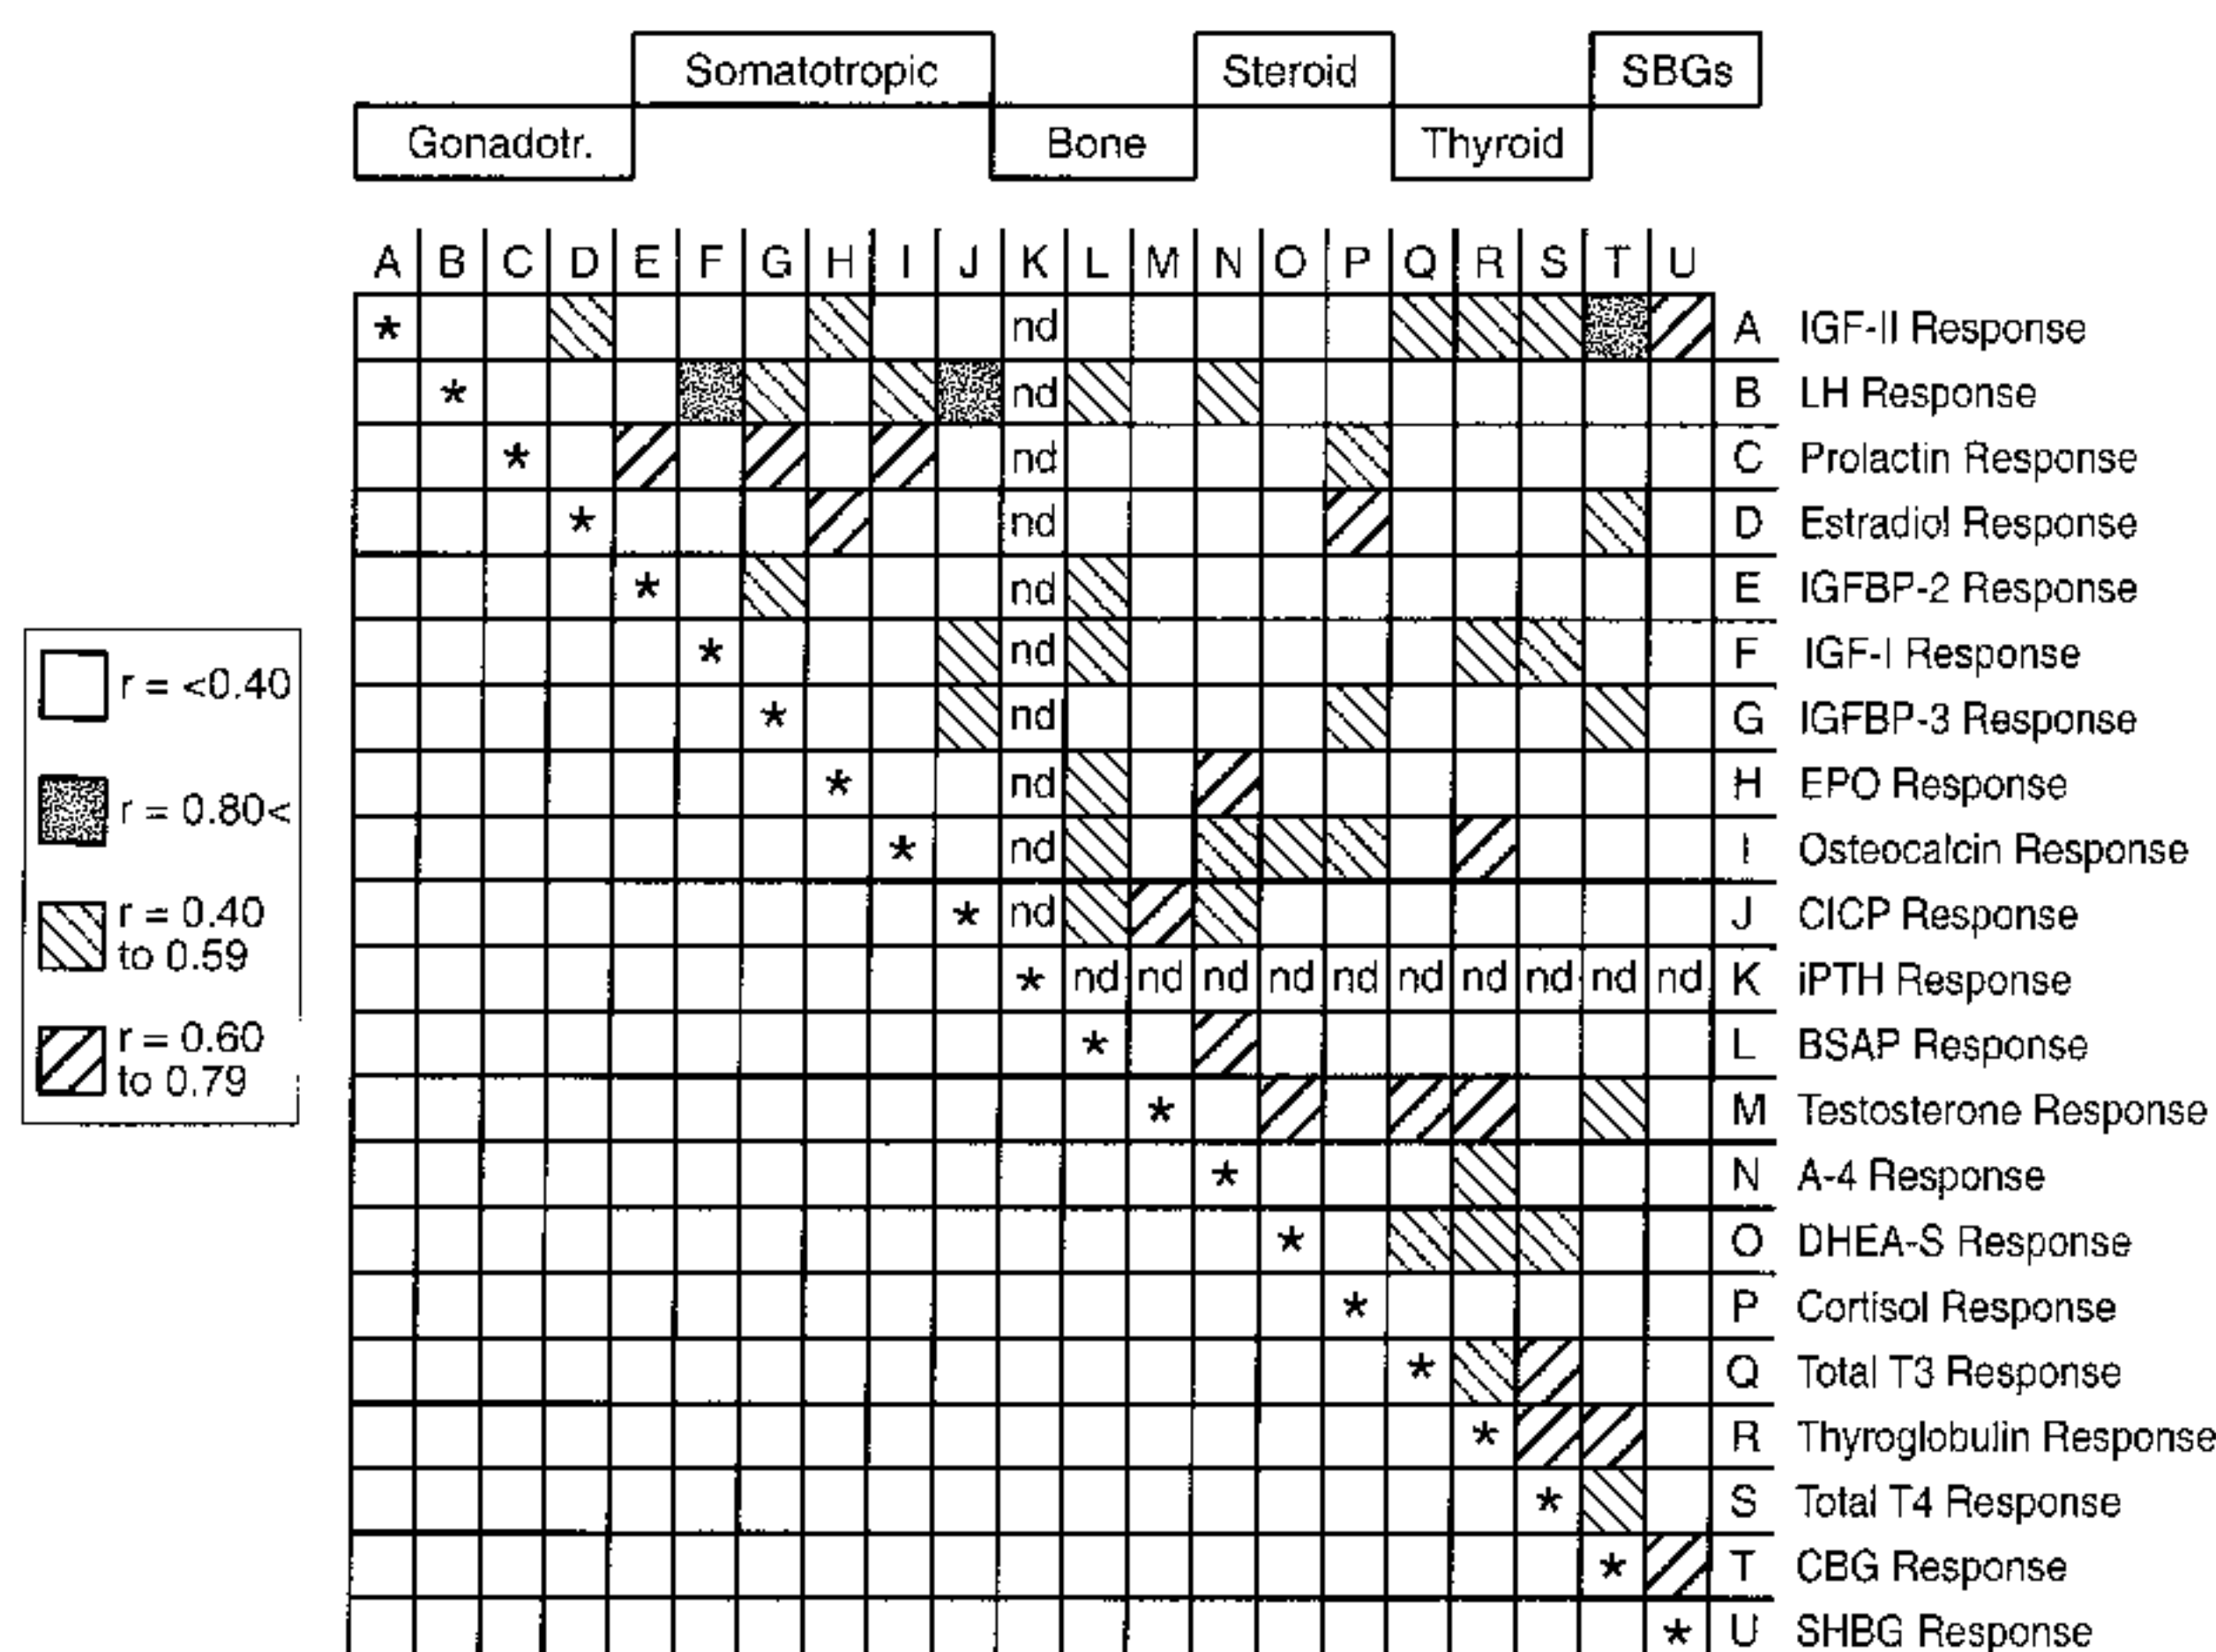 Somatotropic Steroid SBGs
Gonadotr. Bone Thyroid
A B C D E F G H I J K L M N O P Q R S T U
* nd A IGF-II Response
* nd B LH Response
* nd C Prolactin Response
* nd D Estradiol Response
* nd E IGFBP-2 Response
* nd F IGF-I Response
* nd G IGFBP-3 Response
* nd H EPO Response
* nd I Osteocalcin Response
* nd J CICP Response
* nd nd nd nd nd nd nd nd nd nd K iPTH Response
* L BSAP Response
* M Testosterone Response
* N A-4 Response
* O DHEA-S Response
* P Cortisol Response
* Q Total T3 Response
* R Thyroglobulin Response
* S Total T4 Response
* T CBG Response
* U SHBG Response
r = <0.40
r = 0.80<
r = 0.40
to 0.59
r = 0.60
to 0.79